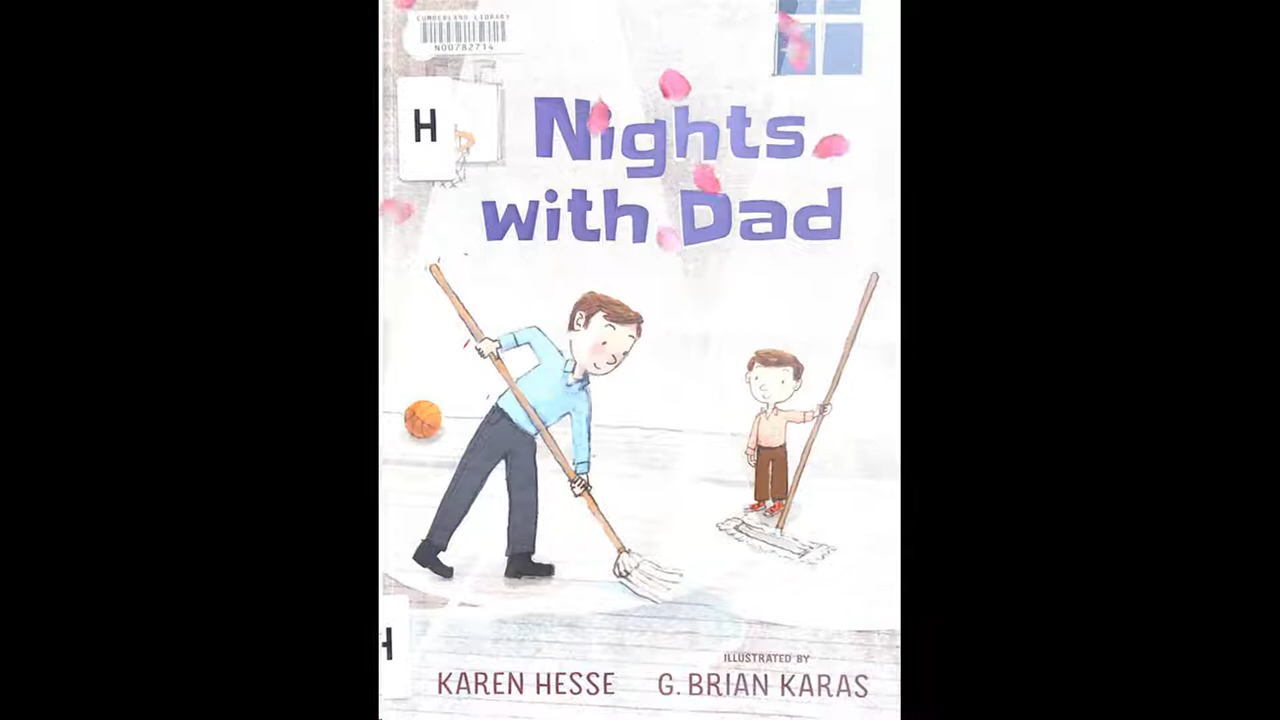 CUMBERLAND LIBRARY
N00782714
H
Nights
with Dad
H
ILLUSTRATED BY
KAREN HESSE G. BRIAN KARAS